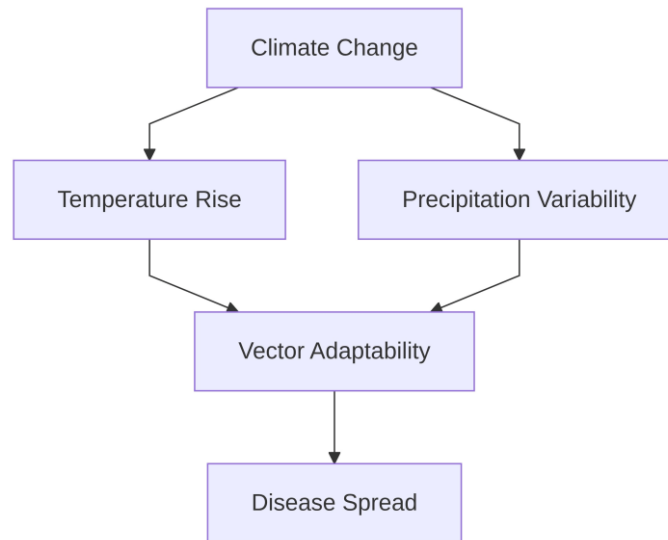 Climate Change
Temperature Rise
Precipitation Variability
Vector Adaptability
Disease Spread